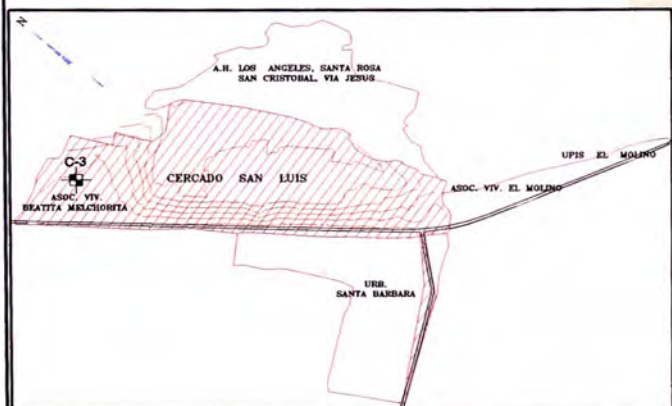 N
A.H. LOS ANGELES, SANTA ROSA
SAN CRISTOBAL, VIA JESUS
C-3
CERCADO SAN LUIS
UPIS EL MOLINO
ASOC. VIV. EL MOLINO
ASOC. VIV.
BEATITA MELCHORITA
URB.
SANTA BARBARA